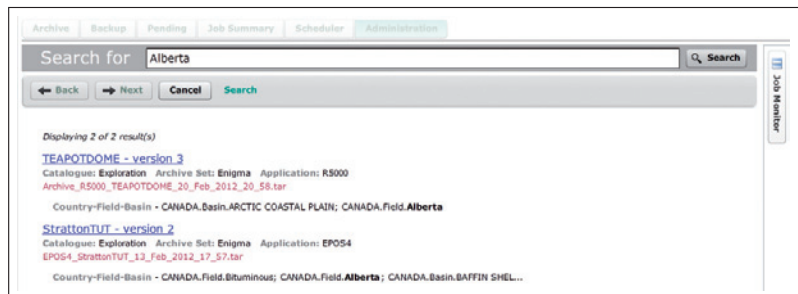 Archive Backup Pending Job Summary Scheduler Administration
Search for Alberta Search
Back Next Cancel Search
Job Monitor
Displaying 2 of 2 result(s)
TEAPOTDOME - version 3
Catalogue: Exploration Archive Set: Enigma Application: R5000
Archive_R5000_TEAPOTDOME_20_Feb_2012_20_58.tar
Country-Field-Basin - CANADA.Basin.ARCTIC COASTAL PLAIN; CANADA.Field.Alberta
StrattonTUT - version 2
Catalogue: Exploration Archive Set: Enigma Application: EPOS4
EPOS4_StrattonTUT_13_Feb_2012_17_57.tar
Country-Field-Basin - CANADA.Field.Bituminous; CANADA.Field.Alberta; CANADA.Basin.BAFFIN SHEL...